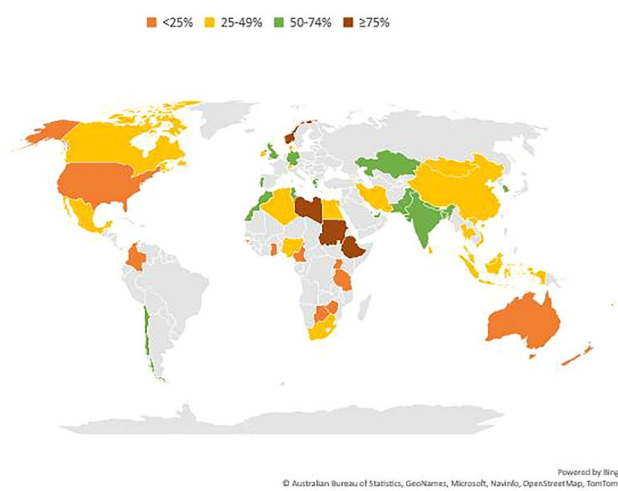 <25% 25-49% 50-74% ≥75%
Powered by Bing
© Australian Bureau of Statistics, GeoNames, Microsoft, Navinfo, OpenStreetMap, TomTom